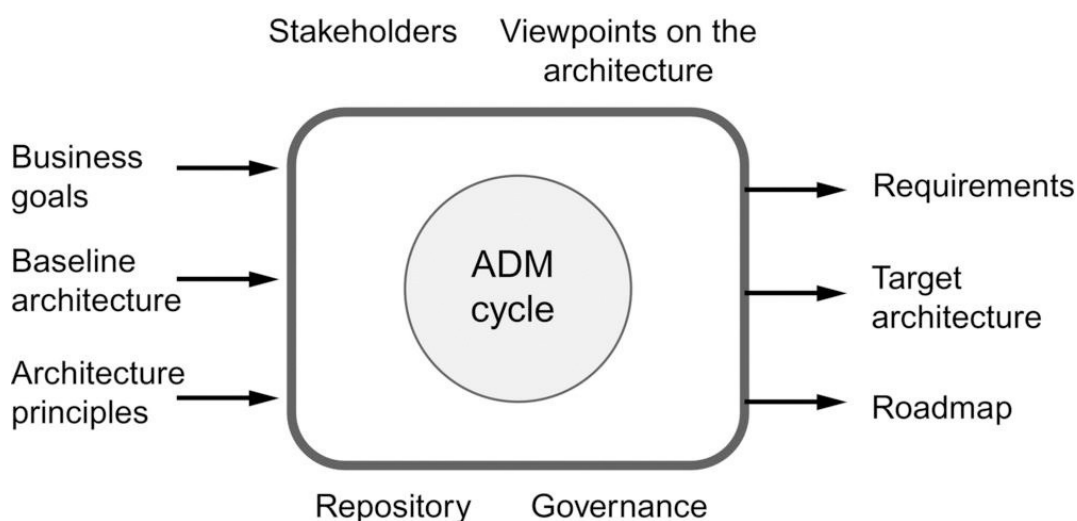 Stakeholders
Viewpoints on the
architecture
Business
goals
Baseline
architecture
Architecture
principles
ADM
cycle
Requirements
Target
architecture
Roadmap
Repository
Governance